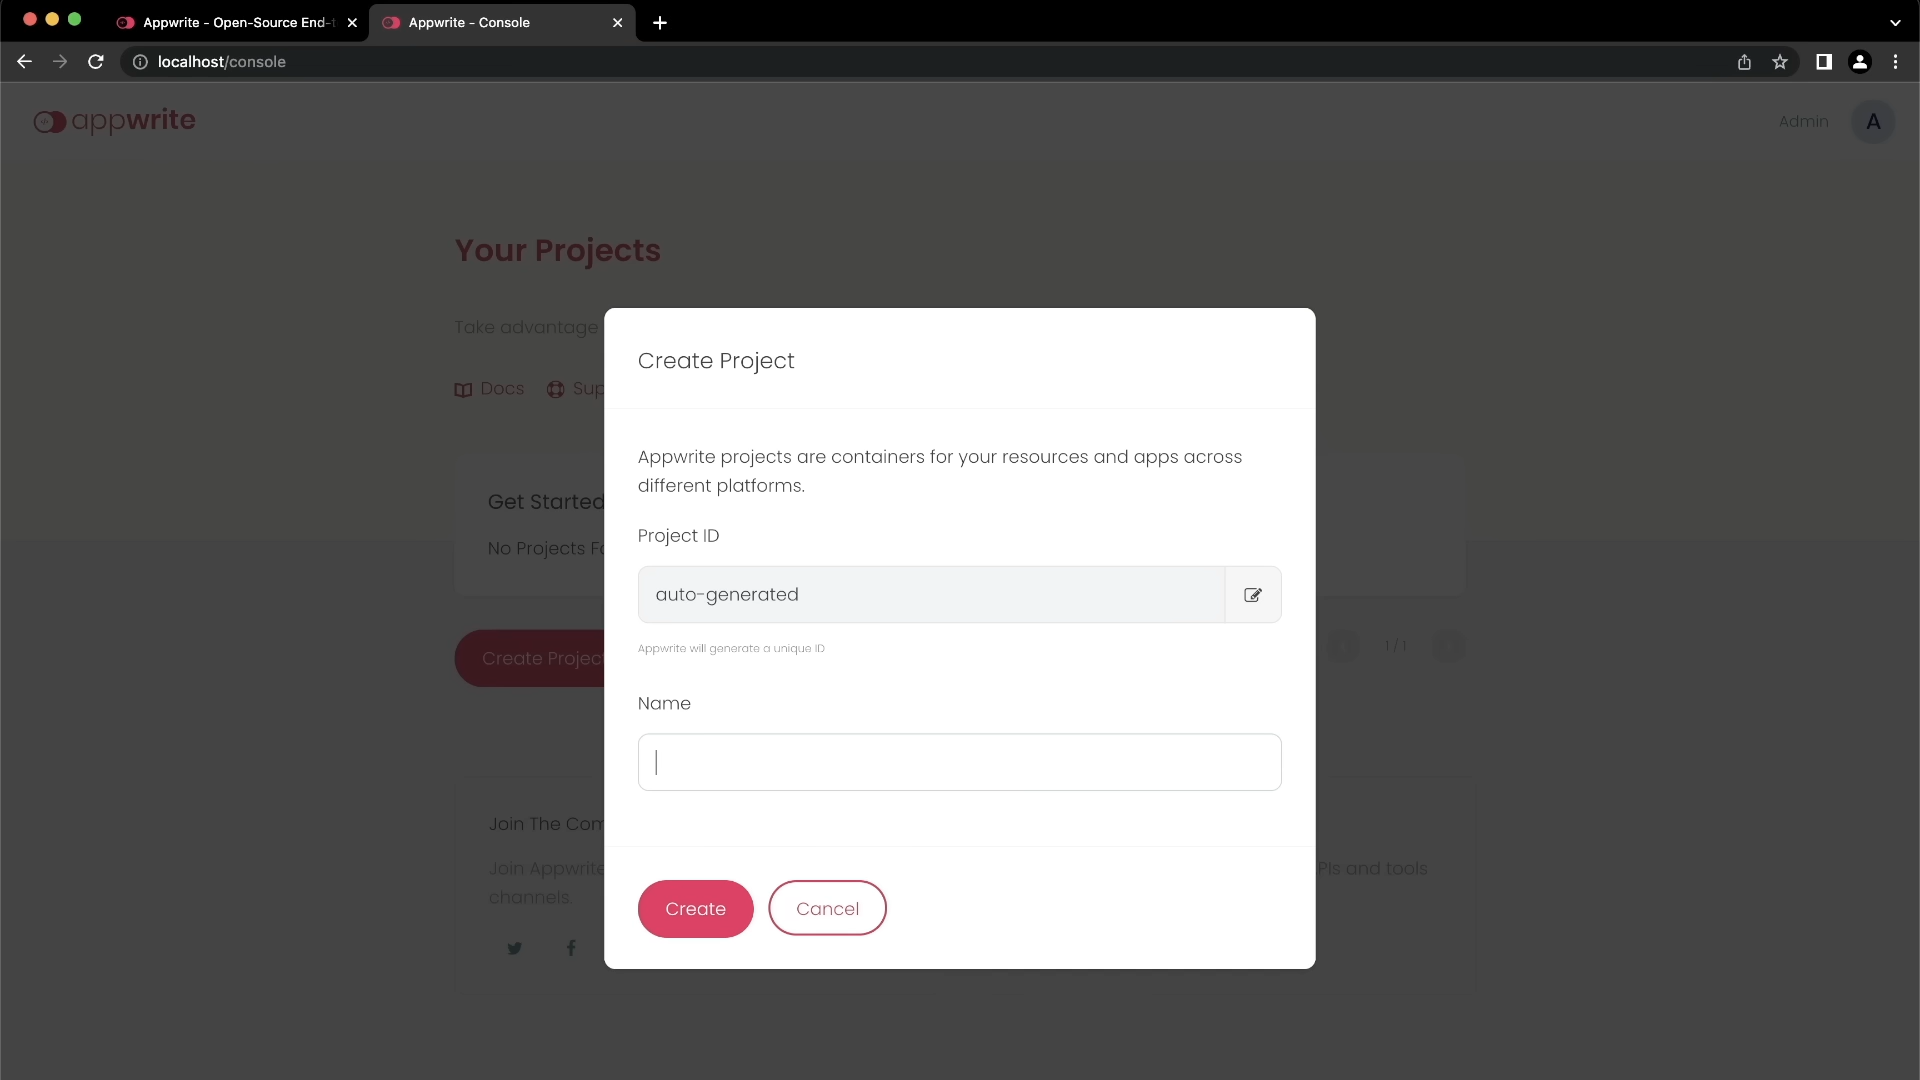 Appwrite - Open-Source End-
Appwrite - Console
localhost/console
appwrite
Admin
A
Your Projects
Take advantage
Docs
Sup
Get Started
No Projects Fo
Create Project
1 / 1
Join The Com
Join Appwrite
PIs and tools
channels.
Create Project
Appwrite projects are containers for your resources and apps across
different platforms.
Project ID
auto-generated
Appwrite will generate a unique ID
Name
Create
Cancel